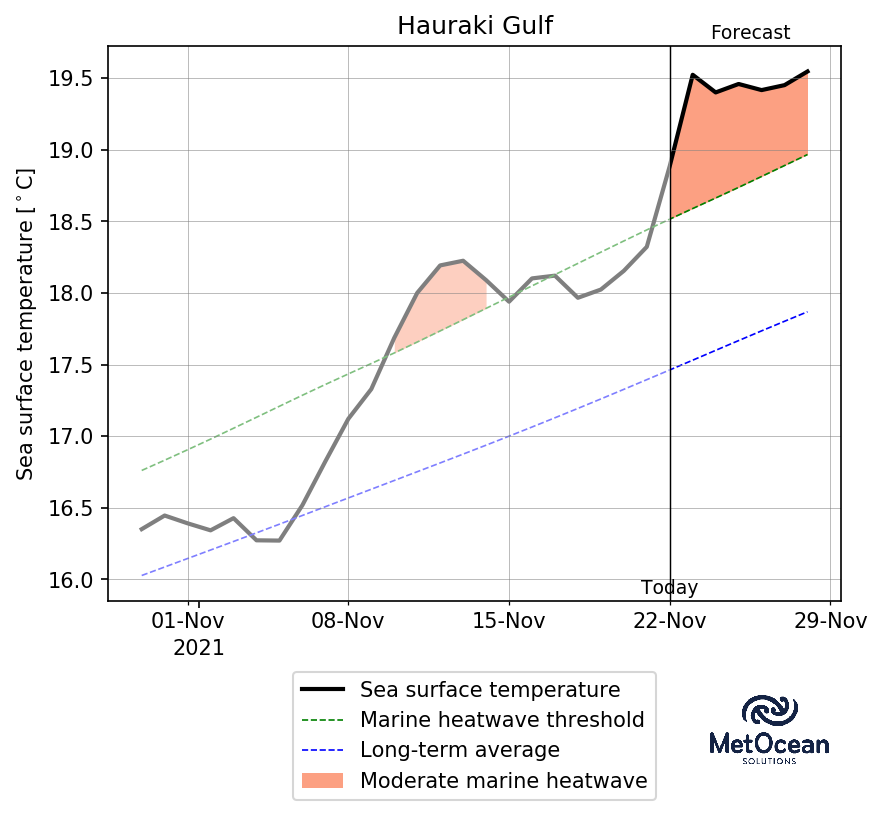 Hauraki Gulf
Forecast
Sea surface temperature [°C]
19.5
19.0
18.5
18.0
17.5
17.0
16.5
16.0
Today
01-Nov 08-Nov 15-Nov 22-Nov 29-Nov
2021
Sea surface temperature
Marine heatwave threshold
Long-term average
Moderate marine heatwave
MetOcean
SOLUTIONS